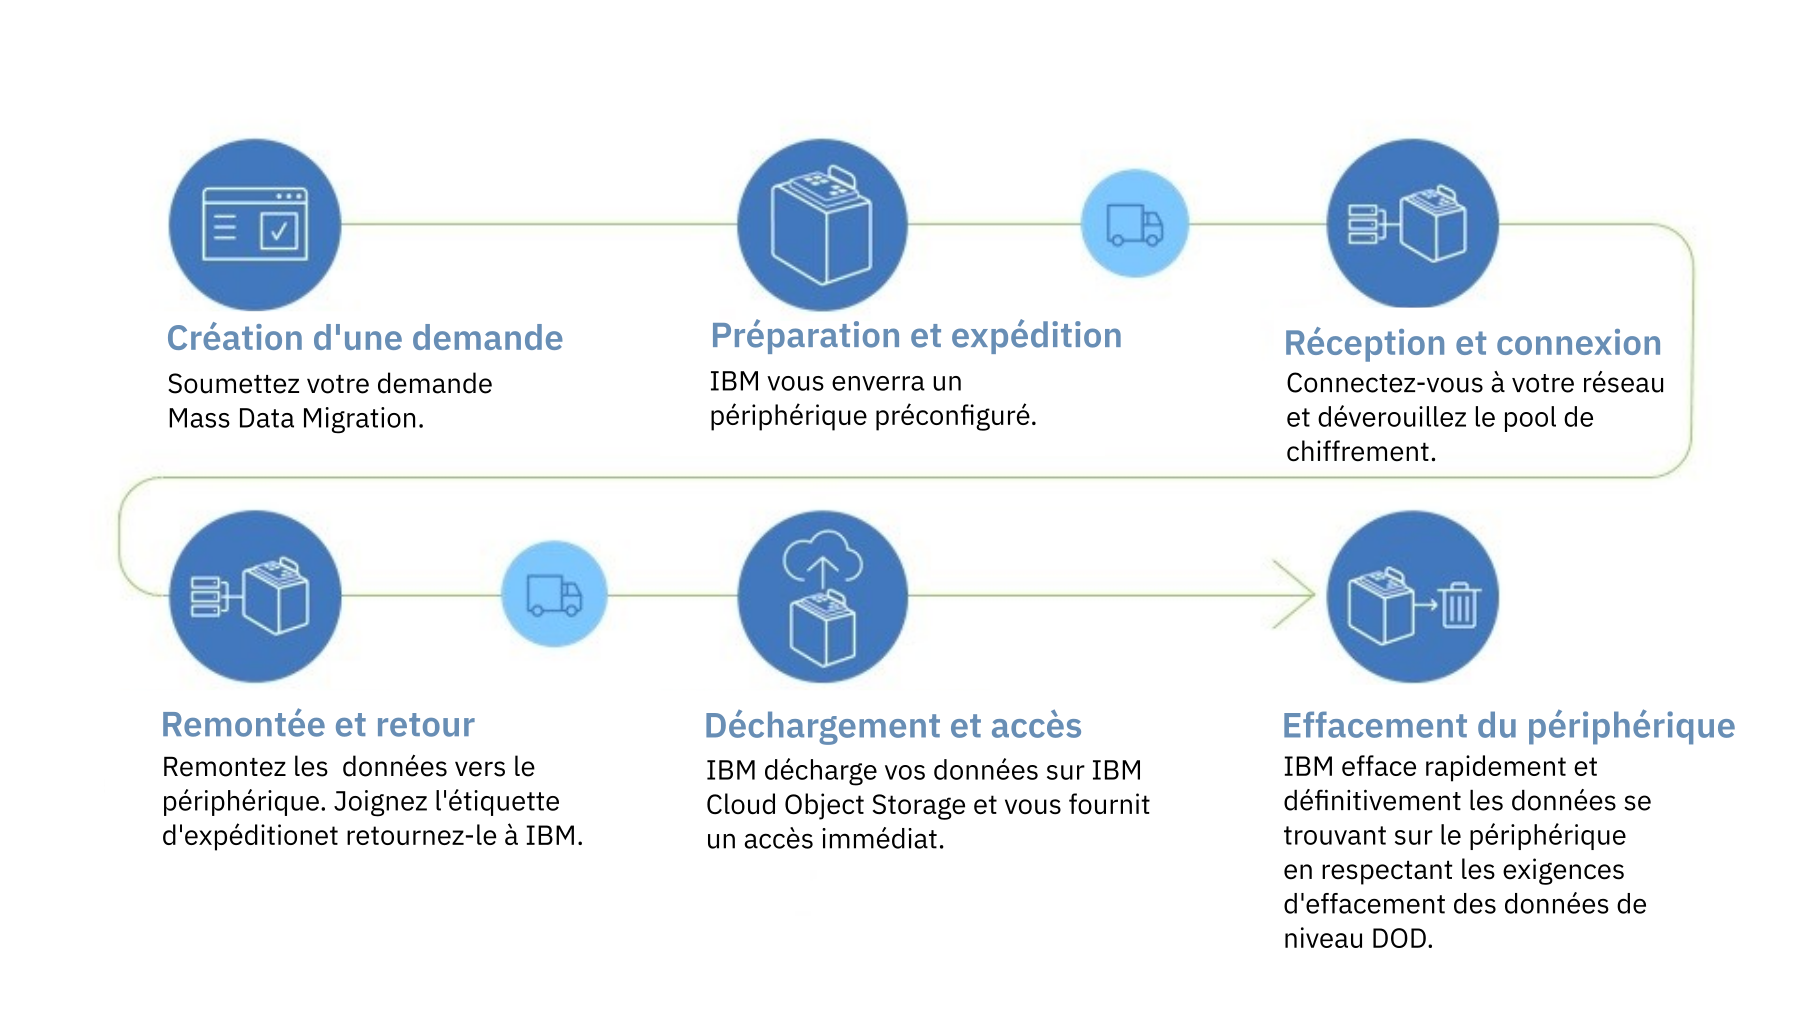 Création d'une demande
Soumettez votre demande
Mass Data Migration.
Préparation et expédition
IBM vous enverra un
périphérique préconfiguré.
Réception et connexion
Connectez-vous à votre réseau
et déverouillez le pool de
chiffrement.
Remontée et retour
Remontez les  données vers le
périphérique. Joignez l'étiquette
d'expéditionet retournez-le à IBM.
Déchargement et accès
IBM décharge vos données sur IBM
Cloud Object Storage et vous fournit
un accès immédiat.
Effacement du périphérique
IBM efface rapidement et
définitivement les données se
trouvant sur le périphérique
en respectant les exigences
d'effacement des données de
niveau DOD.